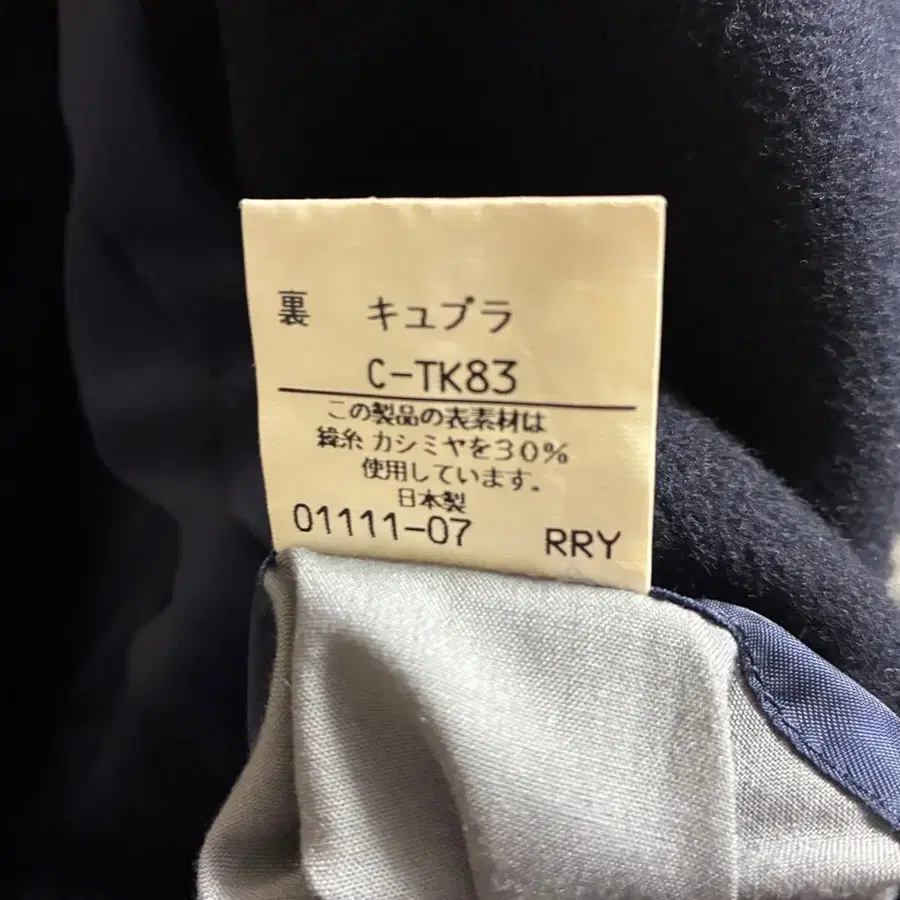 裏 キュプラ
C-TK83
この製品の表素材は
緯糸 カシミヤを30%
使用しています。
日本製
01111-07 RRY